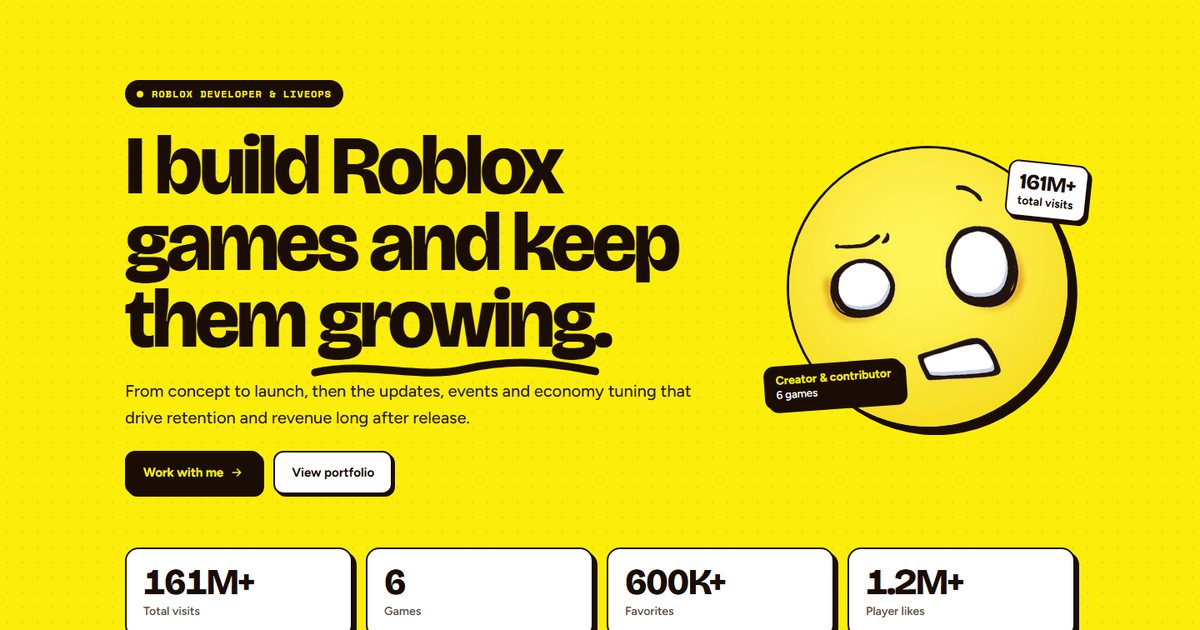 ROBLOX DEVELOPER & LIVEOPS
I build Roblox
games and keep
them growing.
From concept to launch, then the updates, events and economy tuning that
drive retention and revenue long after release.
Work with me →
View portfolio
161M+
total visits
Creator & contributor
6 games
161M+
Total visits
6
Games
600K+
Favorites
1.2M+
Player likes